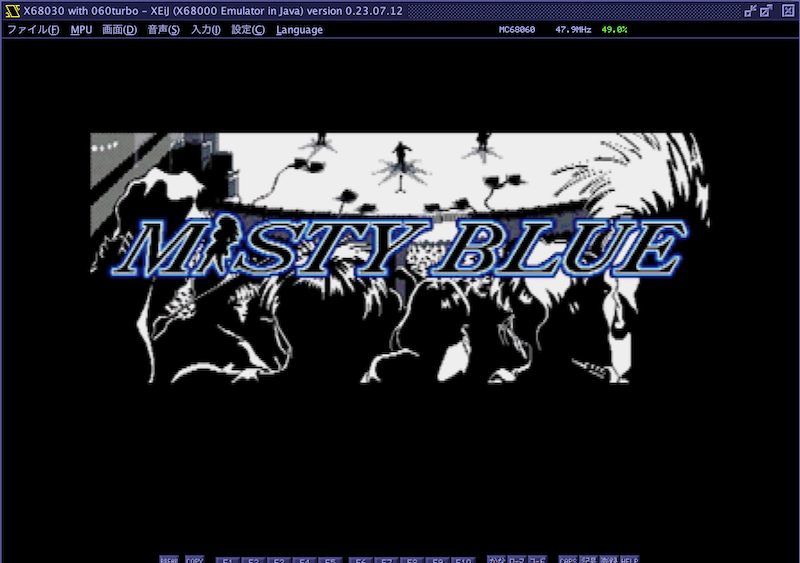 X68030 with 060turbo - XEiJ (X68000 Emulator in Java) version 0.23.07.12
ファイル(F) MPU 画面(D) 音声(S) 入力(I) 設定(C) Language MC68060 47.9MHz 49.0%
MISTY BLUE
COPY F1 F2 F3 F4 F5 F6 F7 F8 F9 F10 かな ローマ コード CAPS 記号 登録 HELP